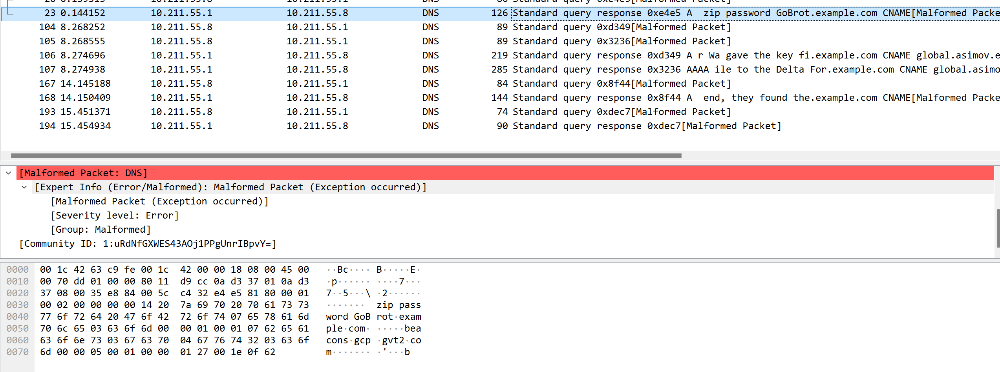 23 0.144152 10.211.55.1 10.211.55.8 DNS 126 Standard query response 0xe4e5 A  zip password GoBrot.example.com CNAME[Malformed Packe
104 8.268252 10.211.55.8 10.211.55.1 DNS 89 Standard query 0xd349[Malformed Packet]
105 8.268555 10.211.55.8 10.211.55.1 DNS 89 Standard query 0x3236[Malformed Packet]
106 8.274696 10.211.55.1 10.211.55.8 DNS 219 Standard query response 0xd349 A r Wa gave the key fi.example.com CNAME global.asimov.e
107 8.274938 10.211.55.1 10.211.55.8 DNS 285 Standard query response 0x3236 AAAA ile to the Delta For.example.com CNAME global.asimo
167 14.145188 10.211.55.8 10.211.55.1 DNS 84 Standard query 0x8f44[Malformed Packet]
168 14.150409 10.211.55.1 10.211.55.8 DNS 144 Standard query response 0x8f44 A  end, they found the.example.com CNAME[Malformed Packe
193 15.451371 10.211.55.8 10.211.55.1 DNS 74 Standard query 0xdec7[Malformed Packet]
194 15.454934 10.211.55.1 10.211.55.8 DNS 90 Standard query response 0xdec7[Malformed Packet]
[Malformed Packet: DNS]
[Expert Info (Error/Malformed): Malformed Packet (Exception occurred)]
[Malformed Packet (Exception occurred)]
[Severity level: Error]
[Group: Malformed]
[Community ID: 1:uRdNfGXWES43AOj1PPgUnrIBpvY=]
0000 00 1c 42 63 c9 fe 00 1c 42 00 00 18 08 00 45 00 ··Bc···· B·····E·
0010 00 70 dd 01 00 00 80 11 d9 cc 0a d3 37 01 0a d3 ·p······ ····7···
0020 37 08 00 35 e8 84 00 5c c4 32 e4 e5 81 80 00 01 7··5···\ ·2······
0030 00 02 00 00 00 00 14 20 7a 69 70 20 70 61 73 73 ·······  zip pass
0040 77 6f 72 64 20 47 6f 42 72 6f 74 07 65 78 61 6d word GoB rot·exam
0050 70 6c 65 03 63 6f 6d 00 00 01 00 01 07 62 65 61 ple·com· ·····bea
0060 63 6f 6e 73 03 67 63 70 04 67 76 74 32 03 63 6f cons·gcp ·gvt2·co
0070 6d 00 00 05 00 01 00 00 01 27 00 1e 0f 62 m······· ·'···b